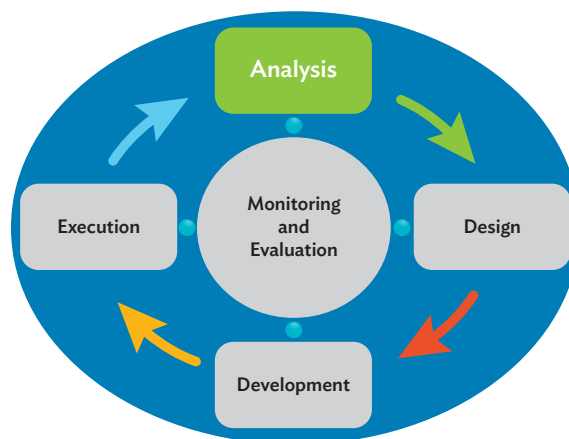 Analysis
Execution
Monitoring
and
Evaluation
Design
Development